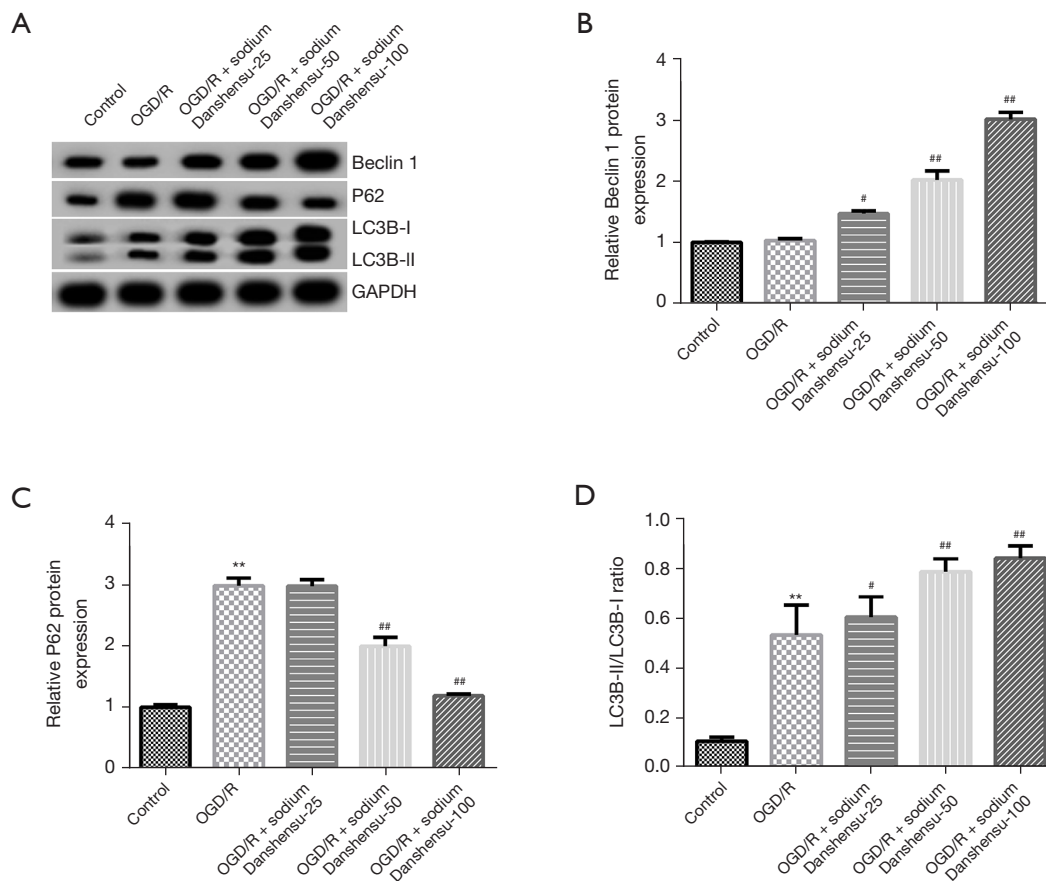 A
Control
OGD/R
OGD/R + sodium
Danshensu-25
OGD/R + sodium
Danshensu-50
OGD/R + sodium
Danshensu-100
Beclin 1
P62
LC3B-I
LC3B-II
GAPDH
B
Relative Beclin 1 protein
expression
4
3
2
1
0
#
##
##
Control
OGD/R
OGD/R + sodium
Danshensu-25
OGD/R + sodium
Danshensu-50
OGD/R + sodium
Danshensu-100
C
Relative P62 protein
expression
4
3
2
1
0
**
##
##
Control
OGD/R
OGD/R + sodium
Danshensu-25
OGD/R + sodium
Danshensu-50
OGD/R + sodium
Danshensu-100
D
LC3B-II/LC3B-I ratio
1.0
0.8
0.6
0.4
0.2
0.0
**
#
##
##
Control
OGD/R
OGD/R + sodium
Danshensu-25
OGD/R + sodium
Danshensu-50
OGD/R + sodium
Danshensu-100